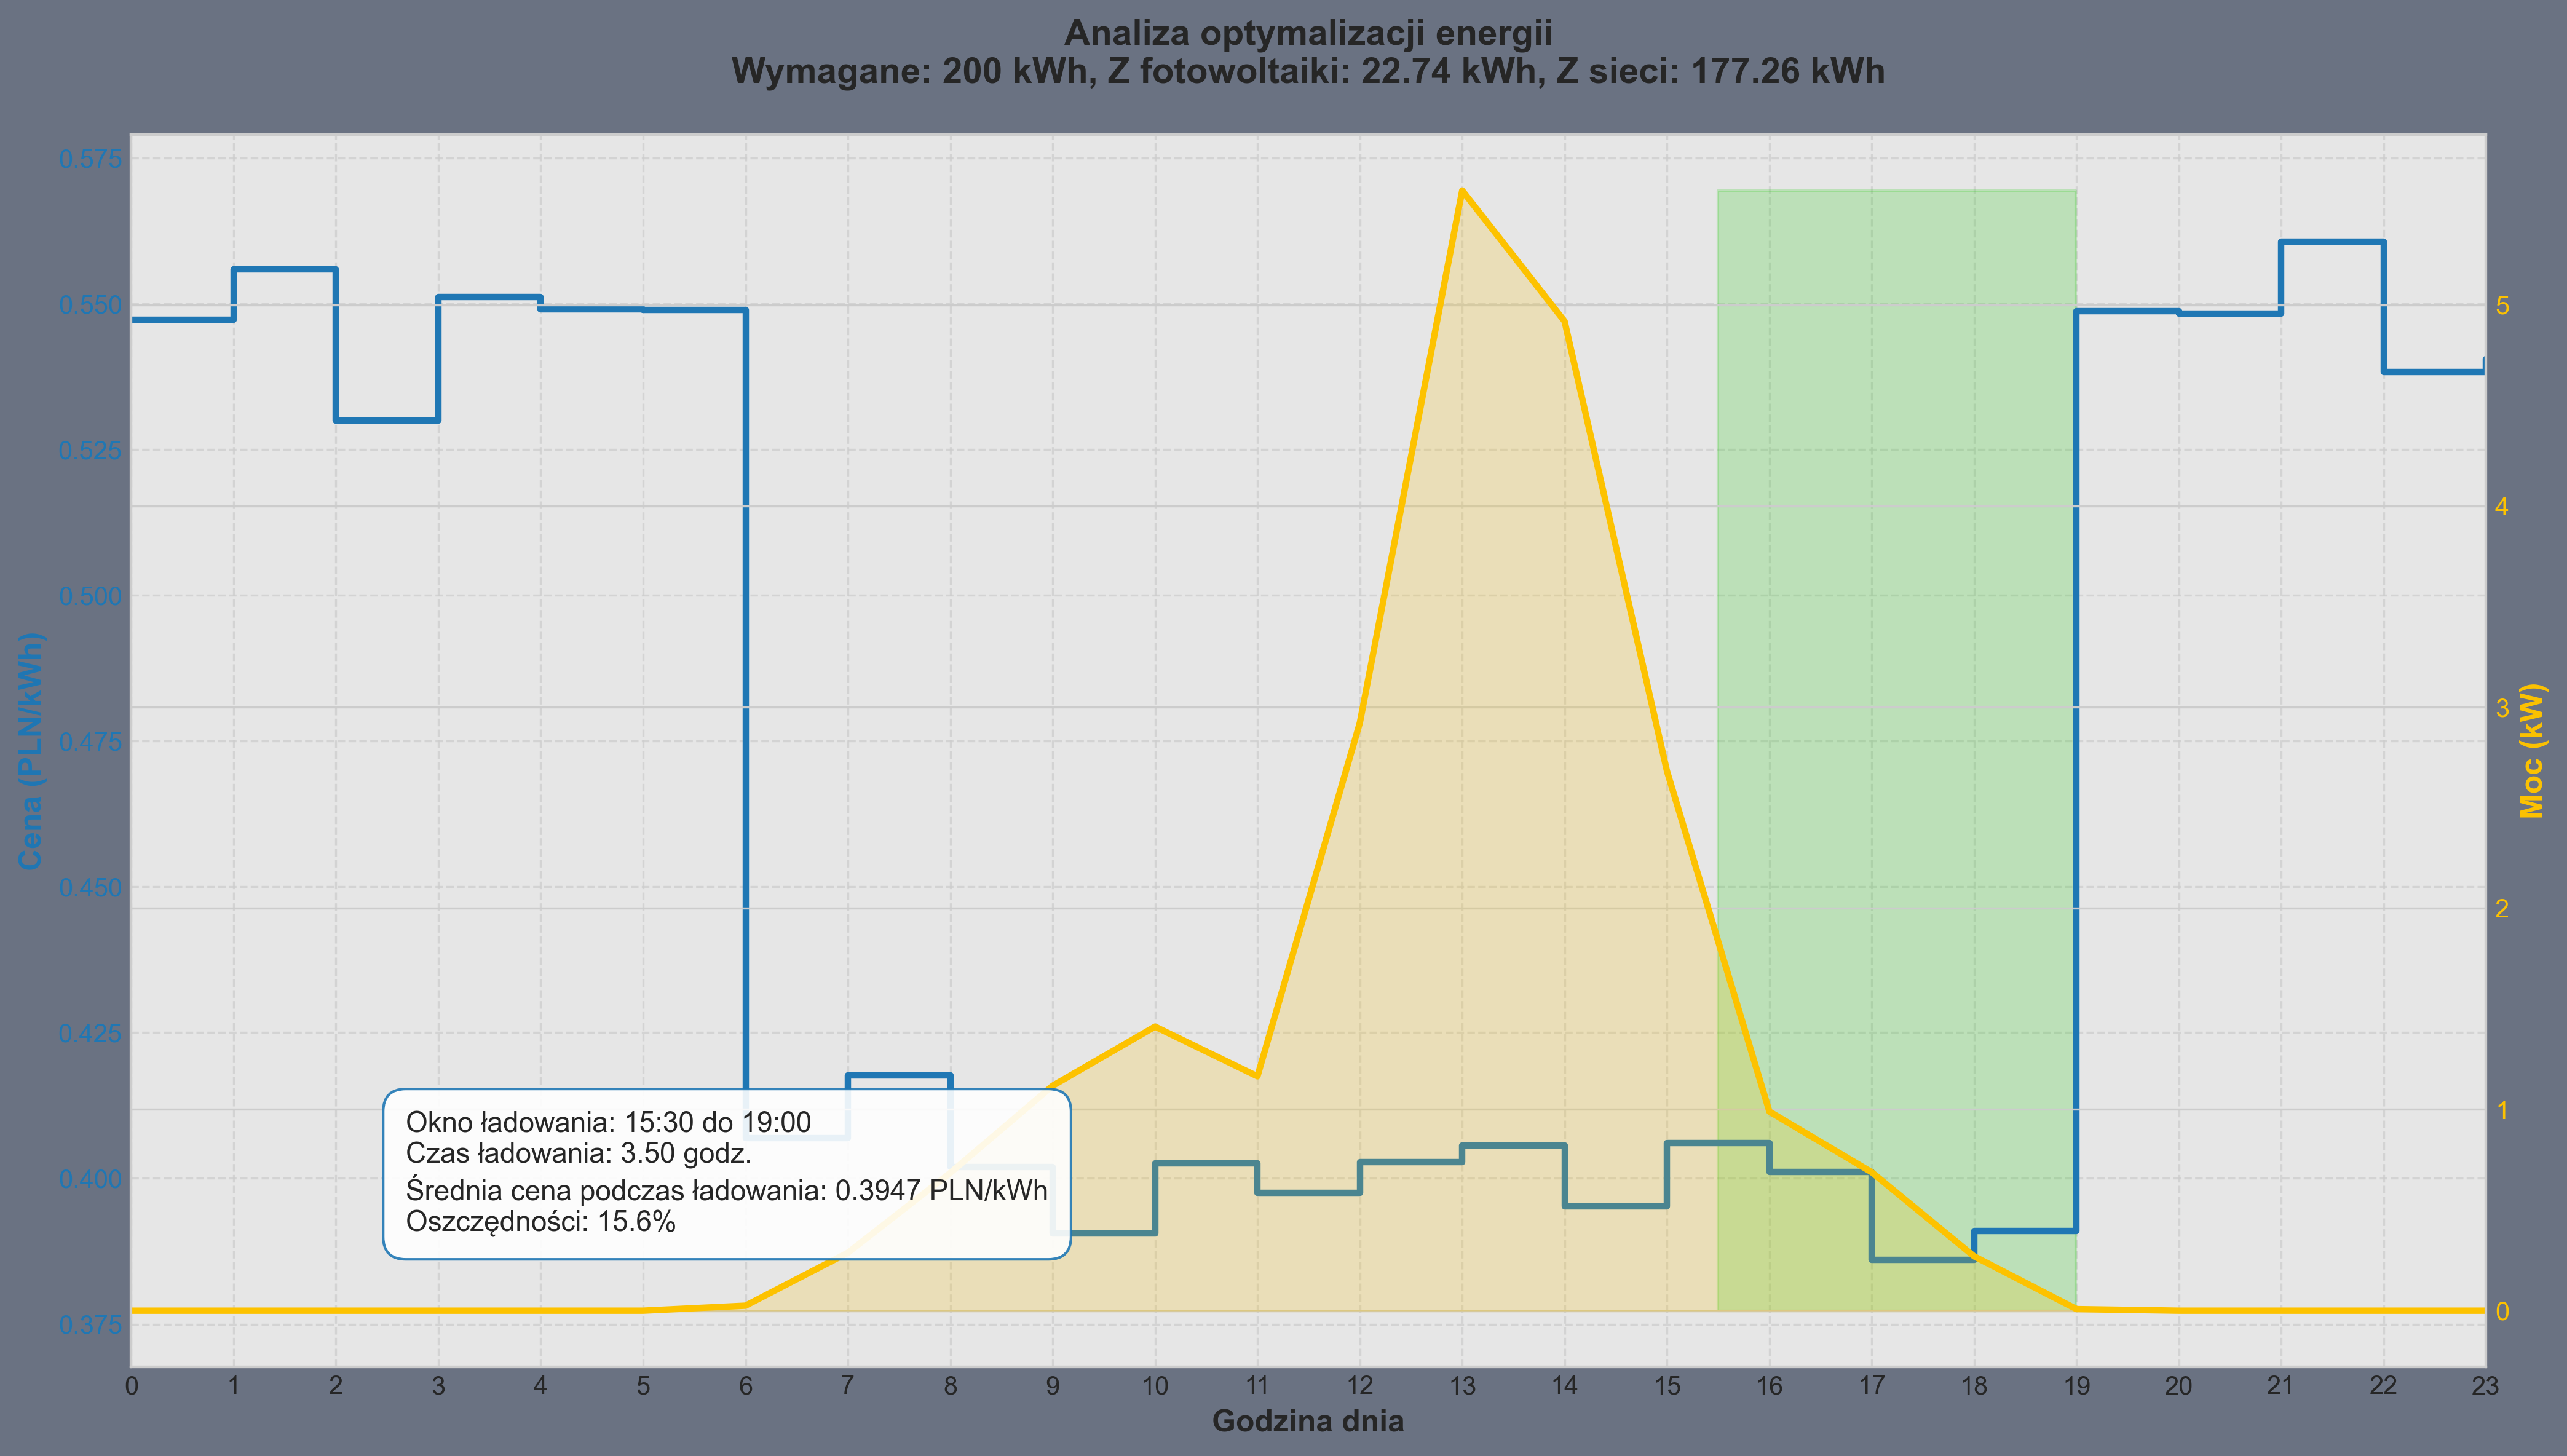 Analiza optymalizacji energii
Wymagane: 200 kWh, Z fotowoltaiki: 22.74 kWh, Z sieci: 177.26 kWh
Cena (PLN/kWh)
0.575
0.550
0.525
0.500
0.475
0.450
0.425
0.400
0.375
Okno ładowania: 15:30 do 19:00
Czas ładowania: 3.50 godz.
Średnia cena podczas ładowania: 0.3947 PLN/kWh
Oszczędności: 15.6%
5
4
3
2
1
0
Moc (kW)
0 1 2 3 4 5 6 7 8 9 10 11 12 13 14 15 16 17 18 19 20 21 22 23
Godzina dnia